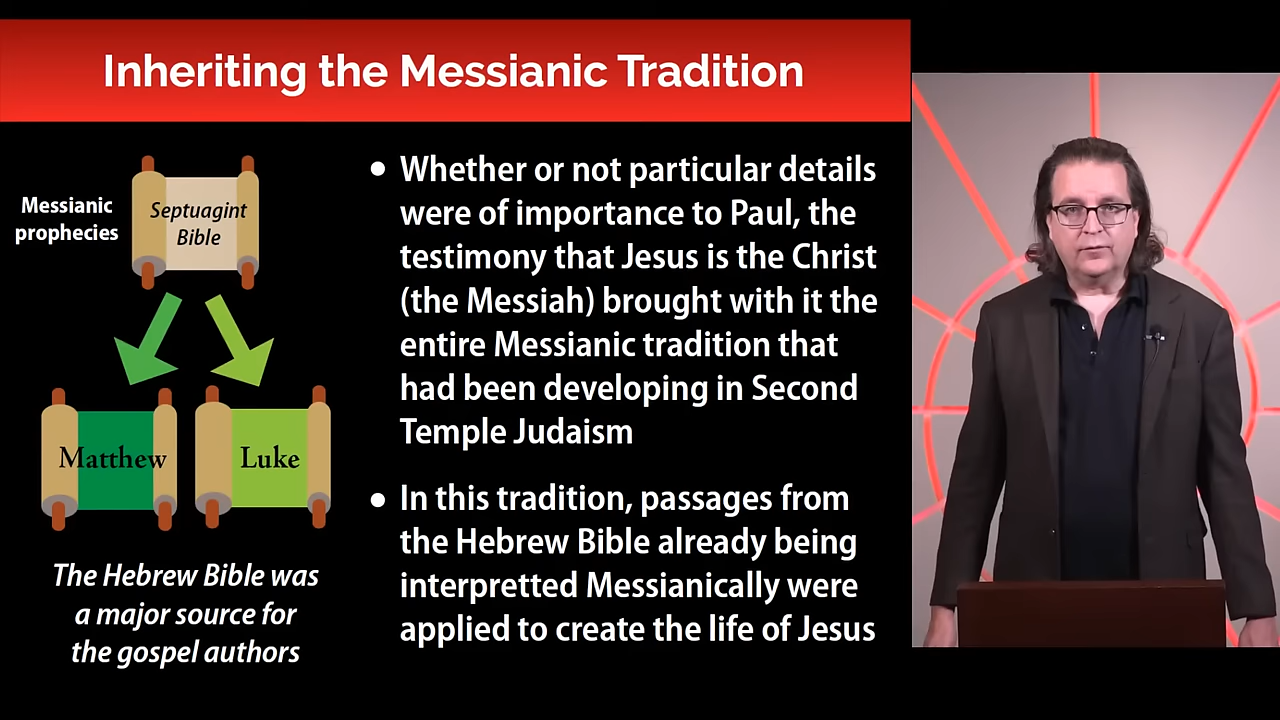 Inheriting the Messianic Tradition
Messianic
prophecies
Septuagint
Bible
Matthew
Luke
The Hebrew Bible was
a major source for
the gospel authors
• Whether or not particular details
were of importance to Paul, the
testimony that Jesus is the Christ
(the Messiah) brought with it the
entire Messianic tradition that
had been developing in Second
Temple Judaism
• In this tradition, passages from
the Hebrew Bible already being
interpretted Messianically were
applied to create the life of Jesus